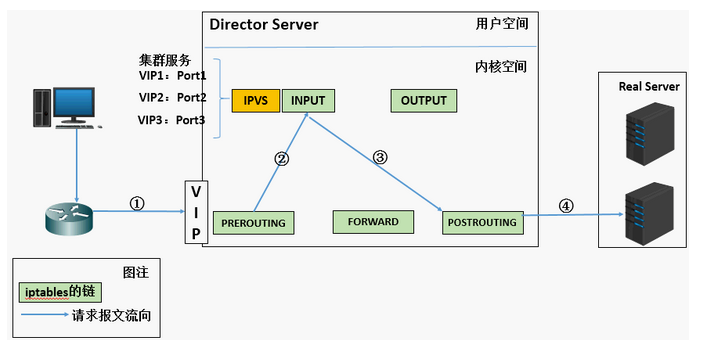 Director Server
用户空间
集群服务
VIP1：Port1
VIP2：Port2
VIP3：Port3
内核空间
IPVS
INPUT
OUTPUT
Real Server
①
②
③
④
VIP
PREROUTING
FORWARD
POSTROUTING
图注
iptables的链
请求报文流向